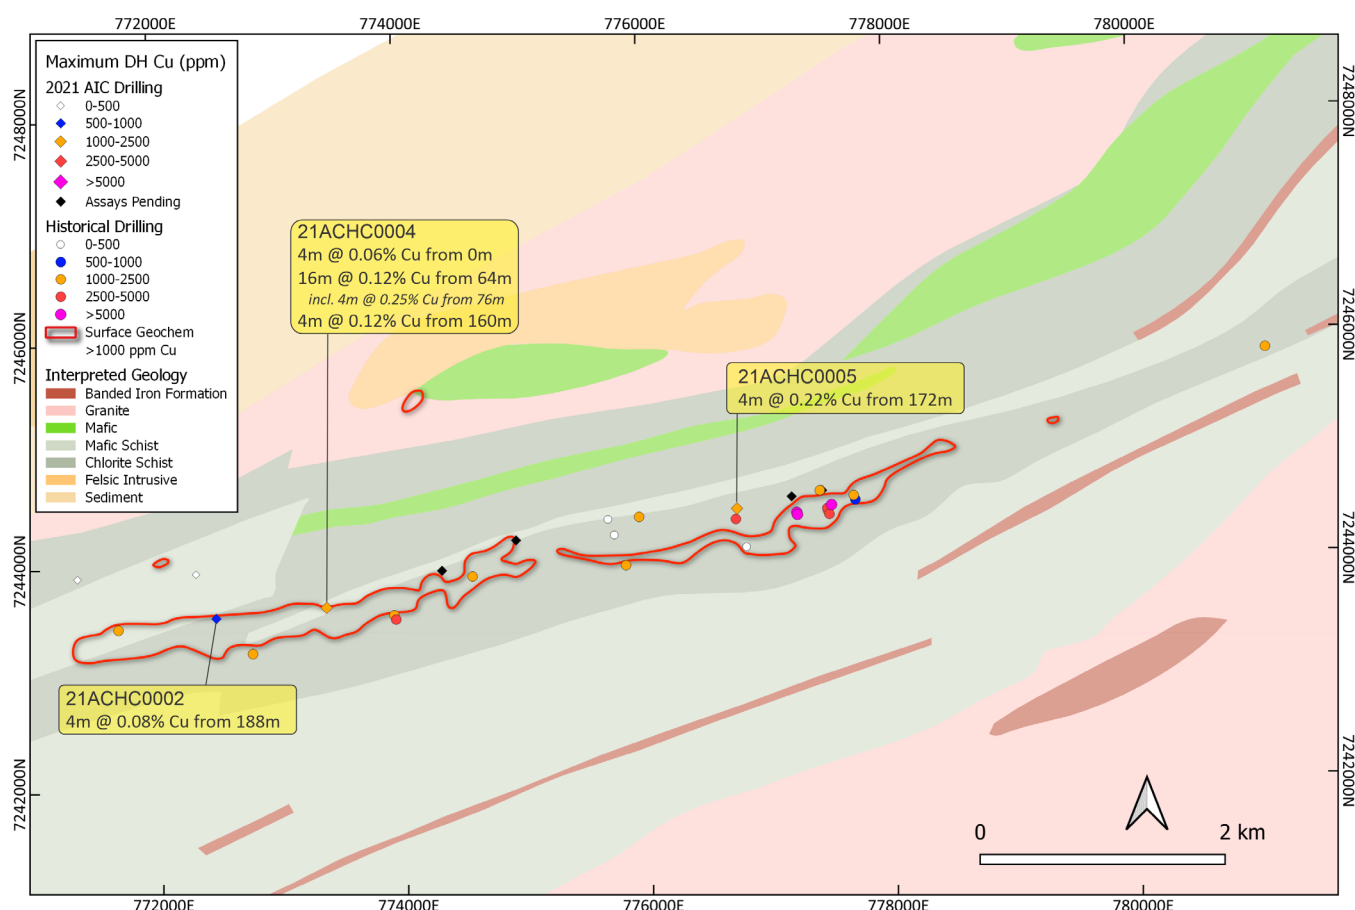 772000E
774000E
776000E
778000E
780000E
Maximum DH Cu (ppm)
2021 AIC Drilling
0-500
500-1000
1000-2500
2500-5000
>5000
Assays Pending
Historical Drilling
0-500
500-1000
1000-2500
2500-5000
>5000
Surface Geochem
>1000 ppm Cu
Interpreted Geology
Banded Iron Formation
Granite
Mafic
Mafic Schist
Chlorite Schist
Felsic Intrusive
Sediment
7248000N
7246000N
7244000N
7242000N
7248000N
7246000N
7244000N
7242000N
21ACHC0004
4m @ 0.06% Cu from 0m
16m @ 0.12% Cu from 64m
incl. 4m @ 0.25% Cu from 76m
4m @ 0.12% Cu from 160m
21ACHC0005
4m @ 0.22% Cu from 172m
21ACHC0002
4m @ 0.08% Cu from 188m
0
2 km
772000E
774000E
776000E
778000E
780000E